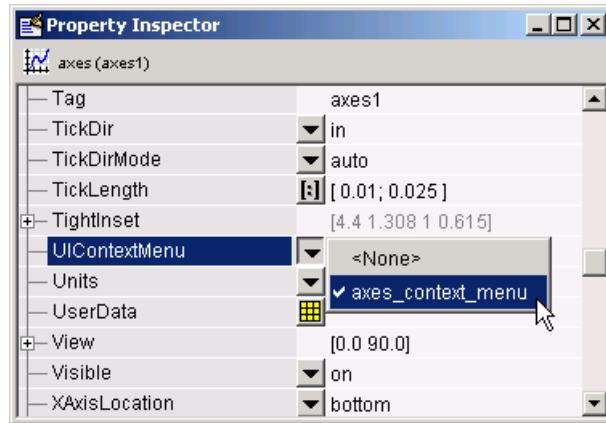 Property Inspector
axes (axes1)
Tag axes1
TickDir in
TickDirMode auto
TickLength [:] [ 0.01; 0.025 ]
TightInset [4.4 1.308 1 0.615]
UIContextMenu <None>
Units axes_context_menu
UserData
View [0.0 90.0]
Visible on
XAxisLocation bottom